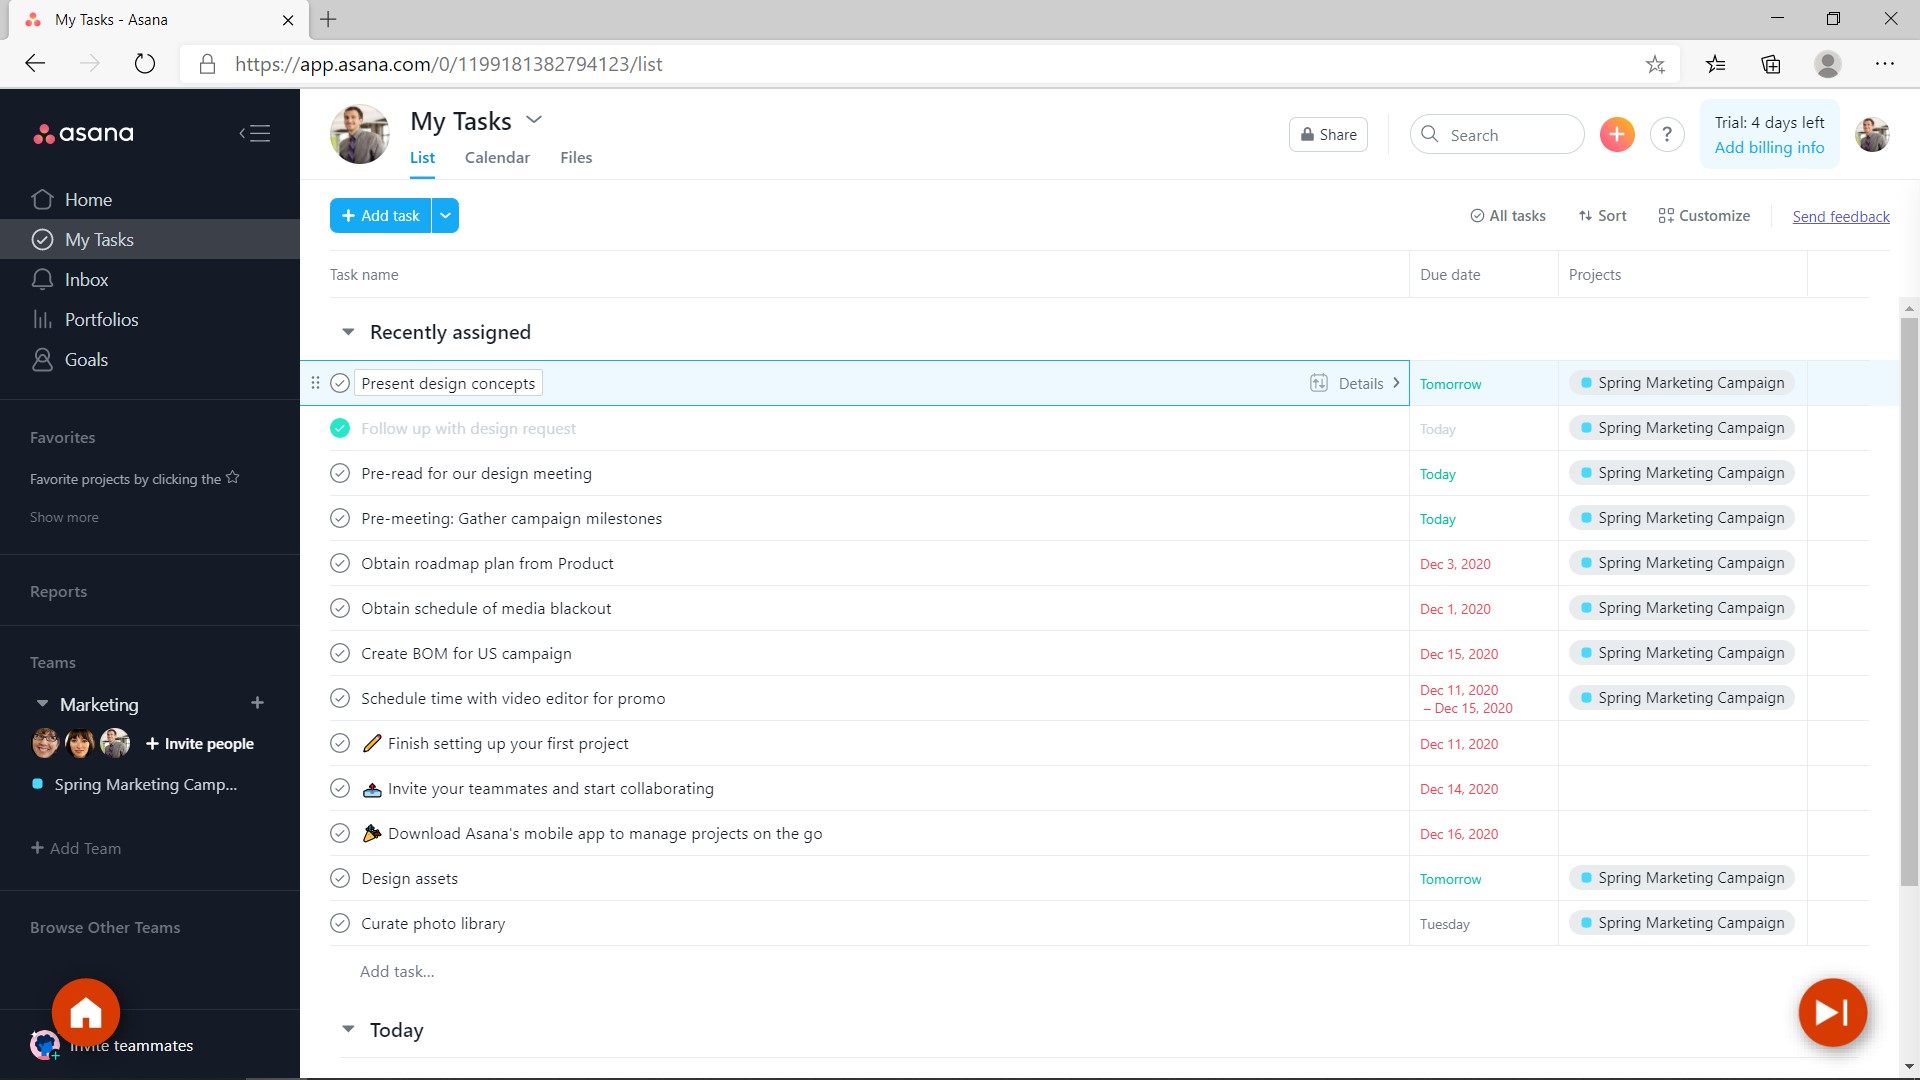 My Tasks - Asana
https://app.asana.com/0/1199181382794123/list
asana
Home
My Tasks
Inbox
Portfolios
Goals
Favorites
Favorite projects by clicking the
Show more
Reports
Teams
Marketing
Invite people
Spring Marketing Camp...
Add Team
Browse Other Teams
Invite teammates
My Tasks
List Calendar Files
Share
Search
?
Trial: 4 days left
Add billing info
Add task
All tasks Sort Customize Send feedback
Task name Due date Projects
Recently assigned
Present design concepts Details Tomorrow Spring Marketing Campaign
Follow up with design request Today Spring Marketing Campaign
Pre-read for our design meeting Today Spring Marketing Campaign
Pre-meeting: Gather campaign milestones Today Spring Marketing Campaign
Obtain roadmap plan from Product Dec 3, 2020 Spring Marketing Campaign
Obtain schedule of media blackout Dec 1, 2020 Spring Marketing Campaign
Create BOM for US campaign Dec 15, 2020 Spring Marketing Campaign
Schedule time with video editor for promo Dec 11, 2020 – Dec 15, 2020 Spring Marketing Campaign
Finish setting up your first project Dec 11, 2020
Invite your teammates and start collaborating Dec 14, 2020
Download Asana's mobile app to manage projects on the go Dec 16, 2020
Design assets Tomorrow Spring Marketing Campaign
Curate photo library Tuesday Spring Marketing Campaign
Add task...
Today